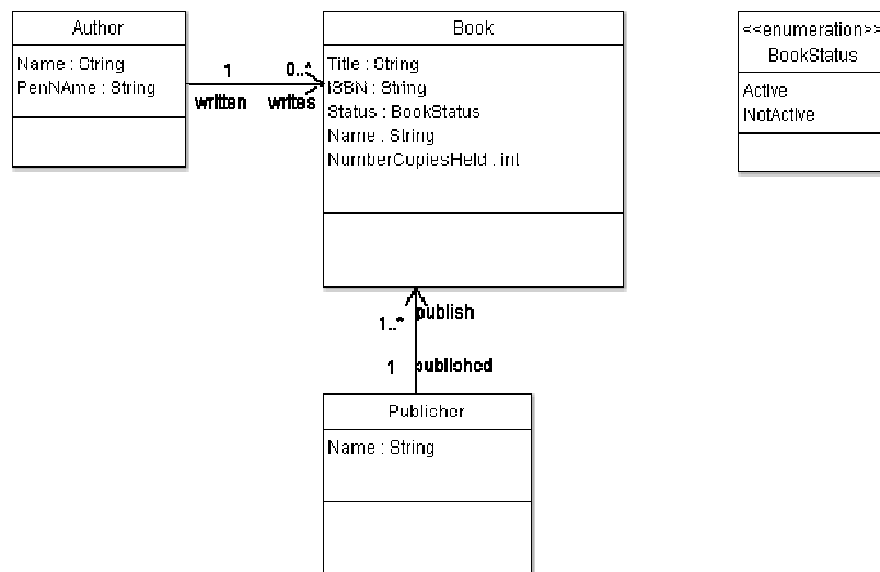 Author
Name : String
PenNAme : String
1
0..*
written
writes
Book
Title : String
ISBN : String
Status : BookStatus
Name : String
NumberCopiesHeld : int
<<enumeration>>
BookStatus
Active
NotActive
publish
1..*
1
published
Publisher
Name : String